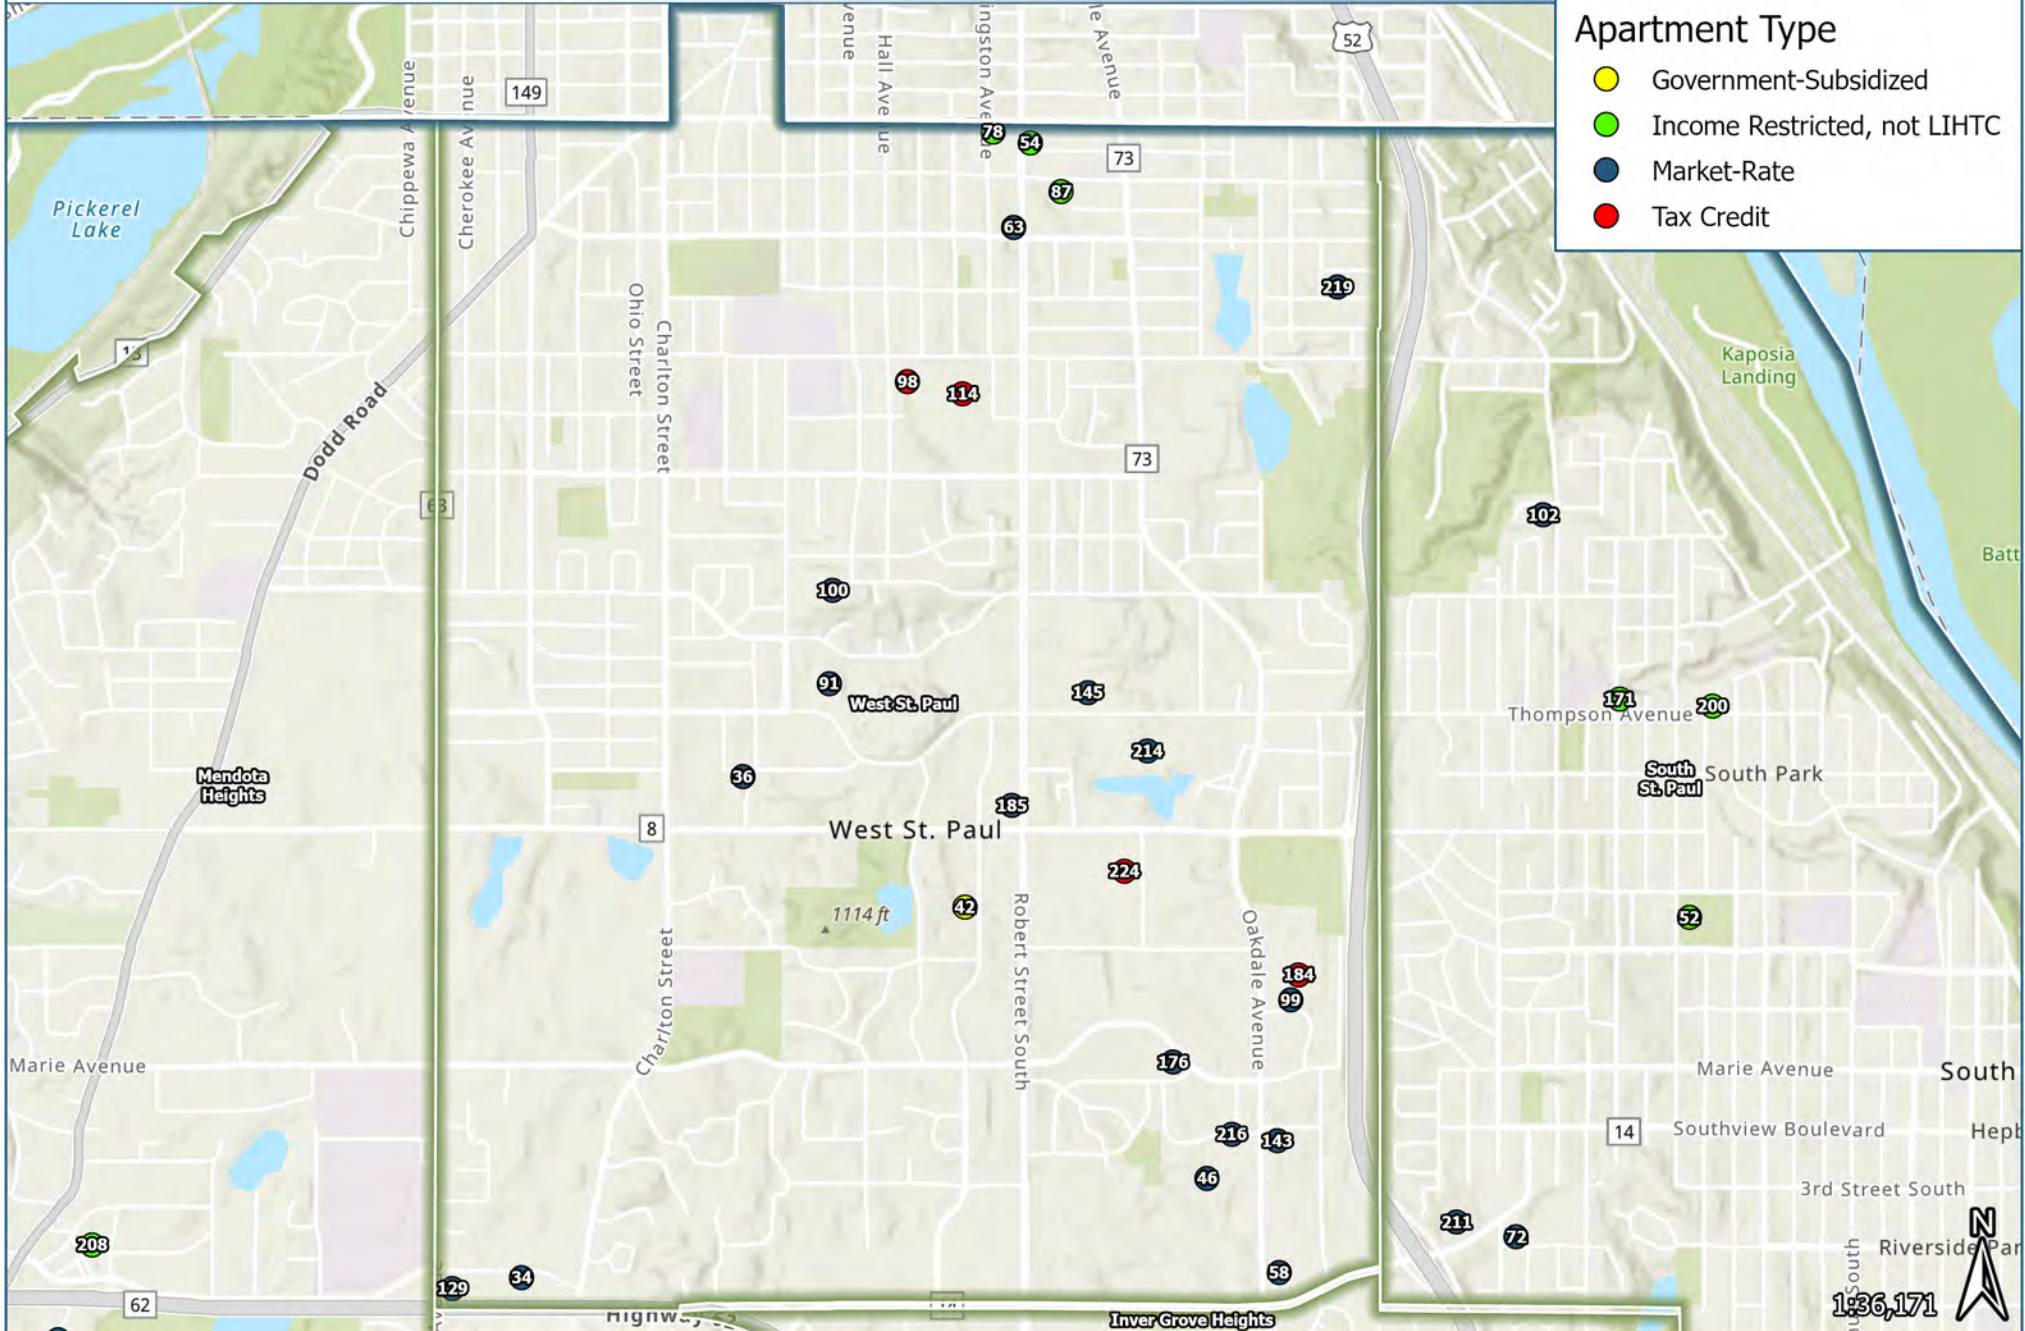 Apartment Type
Government-Subsidized
Income Restricted, not LIHTC
Market-Rate
Tax Credit
52
149
Chippewa Avenue
Cherokee Avenue
Hall Avenue
78
54
73
87
63
Pickerel
Lake
219
Ohio Street
Charlton Street
Kaposia
Landing
98
114
Dodd Road
73
63
102
100
91
West St. Paul
145
171
200
Thompson Avenue
214
36
Mendota
Heights
South
St. Paul
South Park
185
8
West St. Paul
224
42
1114 ft
52
Robert Street South
Oakdale Avenue
Charlton Street
184
99
176
Marie Avenue
Marie Avenue
South
216
143
14
Southview Boulevard
46
3rd Street South
211
72
208
58
34
129
62
Inver Grove Heights
N
1:36,171